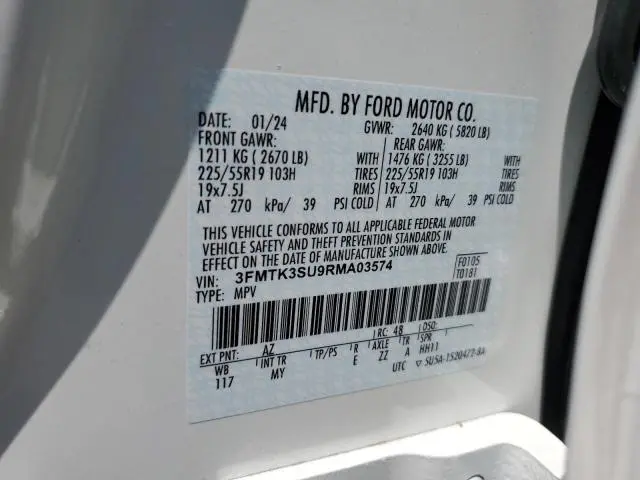 MFD. BY FORD MOTOR CO.
DATE: 01/24 GVWR: 2640 KG ( 5820 LB)
FRONT GAWR: REAR GAWR:
1211 KG ( 2670 LB) WITH 1476 KG ( 3255 LB) WITH
225/55R19 103H TIRES 225/55R19 103H TIRES
19x7.5J RIMS 19x7.5J RIMS
AT 270 kPa/ 39 PSI COLD AT 270 kPa/ 39 PSI COLD
THIS VEHICLE CONFORMS TO ALL APPLICABLE FEDERAL MOTOR
VEHICLE SAFETY AND THEFT PREVENTION STANDARDS IN
EFFECT ON THE DATE OF MANUFACTURE SHOWN ABOVE.
VIN: 3FMTK3SU9RMA03574 F0105
TYPE: MPV T0181
EXT PNT: AZ RC: 48 DSO:
WB INT TR TP/PS R AXLE TR SPR
117 MY E ZZ A HH11
UTC ▽ SU5A-1520472-BA